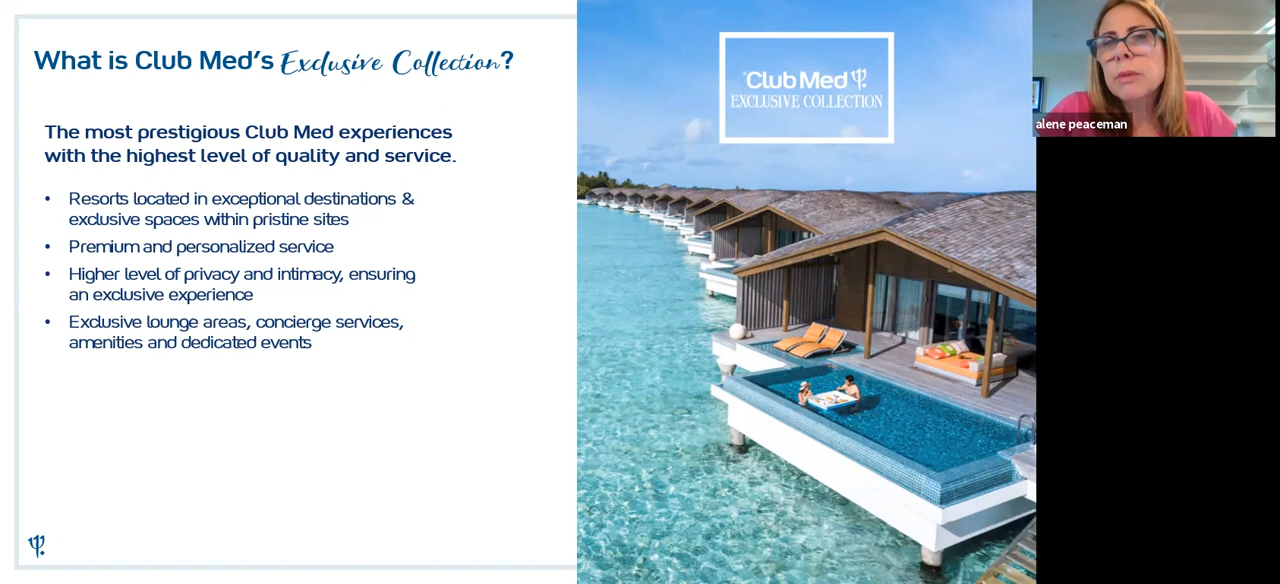 What is Club Med's Exclusive Collection?
The most prestigious Club Med experiences
with the highest level of quality and service.
• Resorts located in exceptional destinations &
exclusive spaces within pristine sites
• Premium and personalized service
• Higher level of privacy and intimacy, ensuring
an exclusive experience
• Exclusive lounge areas, concierge services,
amenities and dedicated events
Club Med
EXCLUSIVE COLLECTION
alene peaceman